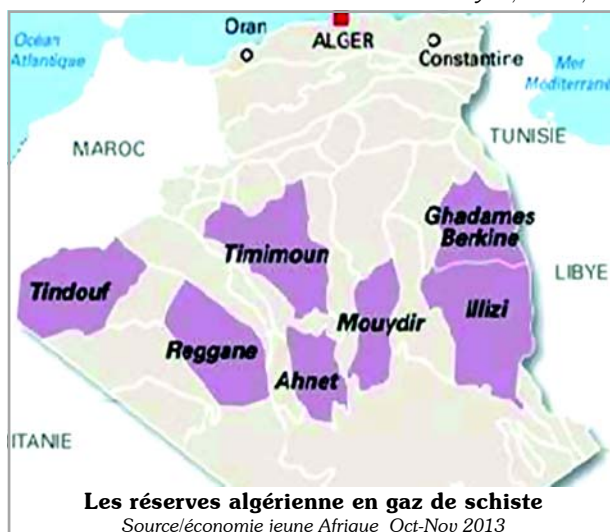 Océan
Atlantique
Oran
ALGER
Constantine
Mer
Méditerrané
MAROC
TUNISIE
Ghadames
Berkine
Timimoun
LIBYE
Tindouf
Illizi
Mouydir
Reggane
Ahnet
ITANIE
Les réserves algérienne en gaz de schiste
Source/économie jeune Afrique Oct-Nov 2013